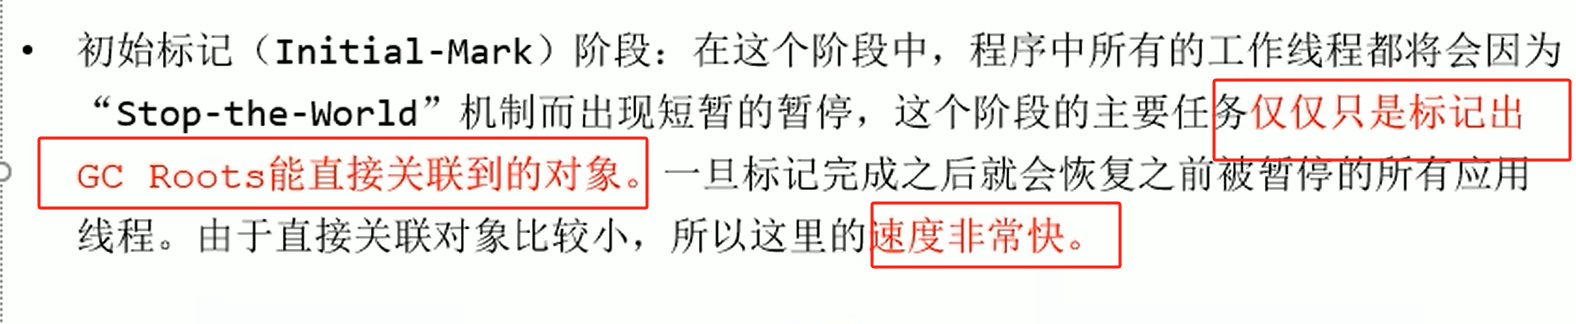 • 初始标记（Initial-Mark）阶段：在这个阶段中，程序中所有的工作线程都将会因为
“Stop-the-World”机制而出现短暂的暂停，这个阶段的主要任务仅仅只是标记出
GC Roots能直接关联到的对象。一旦标记完成之后就会恢复之前被暂停的所有应用
线程。由于直接关联对象比较小，所以这里的速度非常快。